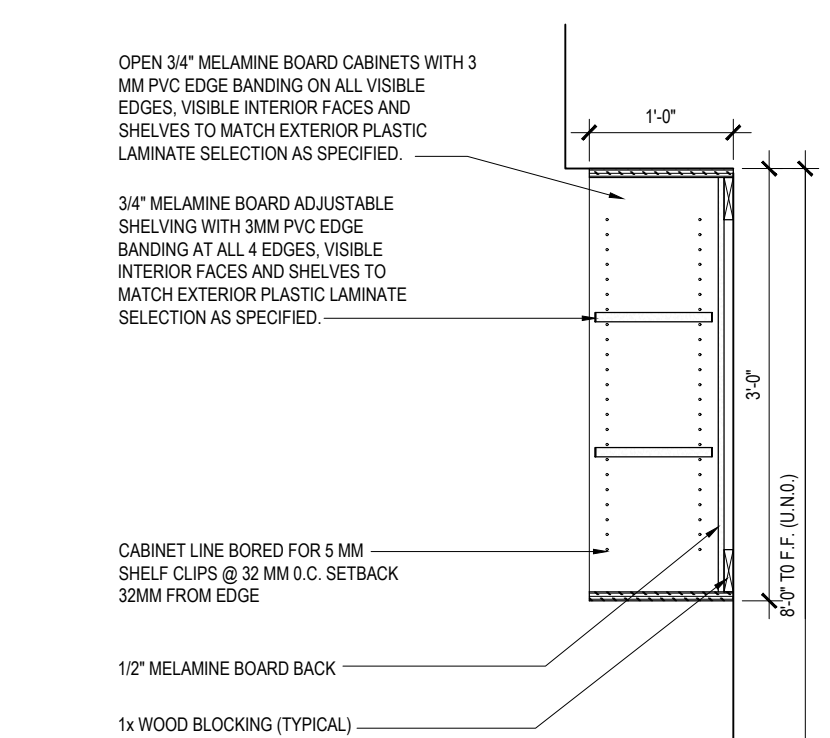 OPEN 3/4" MELAMINE BOARD CABINETS WITH 3
MM PVC EDGE BANDING ON ALL VISIBLE
EDGES, VISIBLE INTERIOR FACES AND
SHELVES TO MATCH EXTERIOR PLASTIC
LAMINATE SELECTION AS SPECIFIED.
1'-0"
3/4" MELAMINE BOARD ADJUSTABLE
SHELVING WITH 3MM PVC EDGE
BANDING AT ALL 4 EDGES, VISIBLE
INTERIOR FACES AND SHELVES TO
MATCH EXTERIOR PLASTIC LAMINATE
SELECTION AS SPECIFIED.
3'-0"
8'-0" TO F.F. (U.N.O.)
CABINET LINE BORED FOR 5 MM
SHELF CLIPS @ 32 MM O.C. SETBACK
32MM FROM EDGE
1/2" MELAMINE BOARD BACK
1x WOOD BLOCKING (TYPICAL)